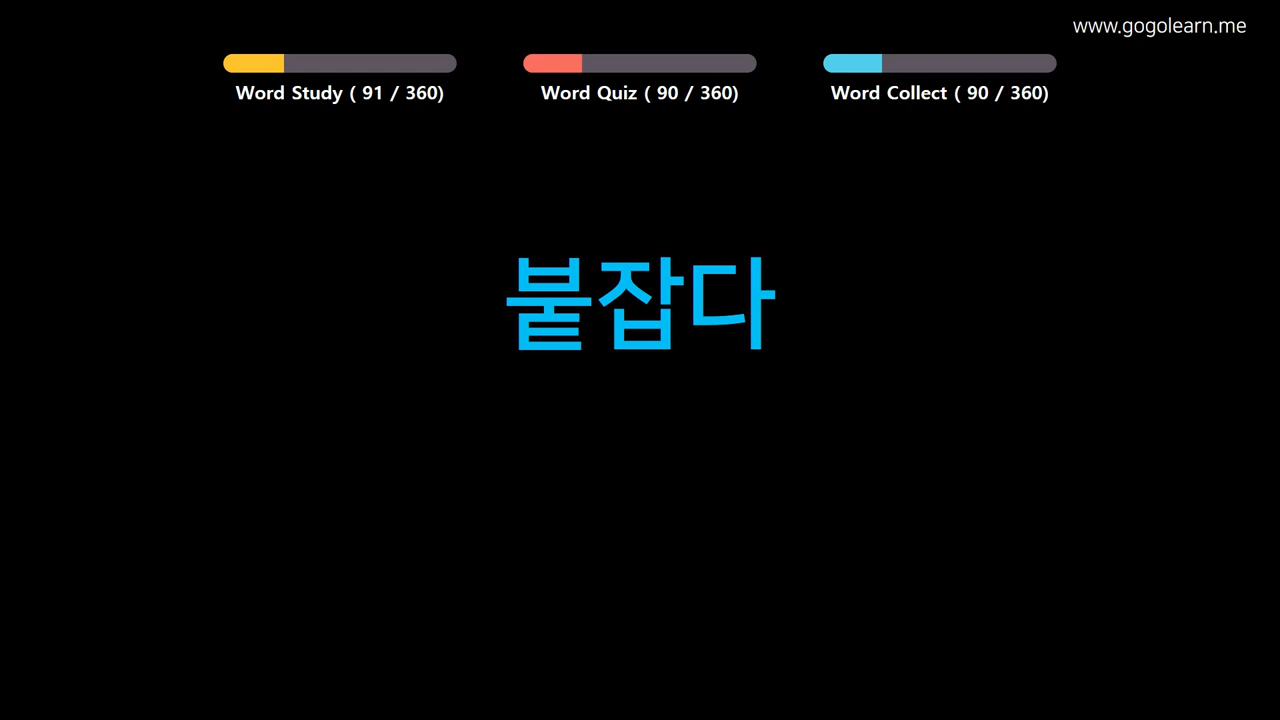 www.gogolearn.me
Word Study ( 91 / 360)
Word Quiz ( 90 / 360)
Word Collect ( 90 / 360)
붙잡다